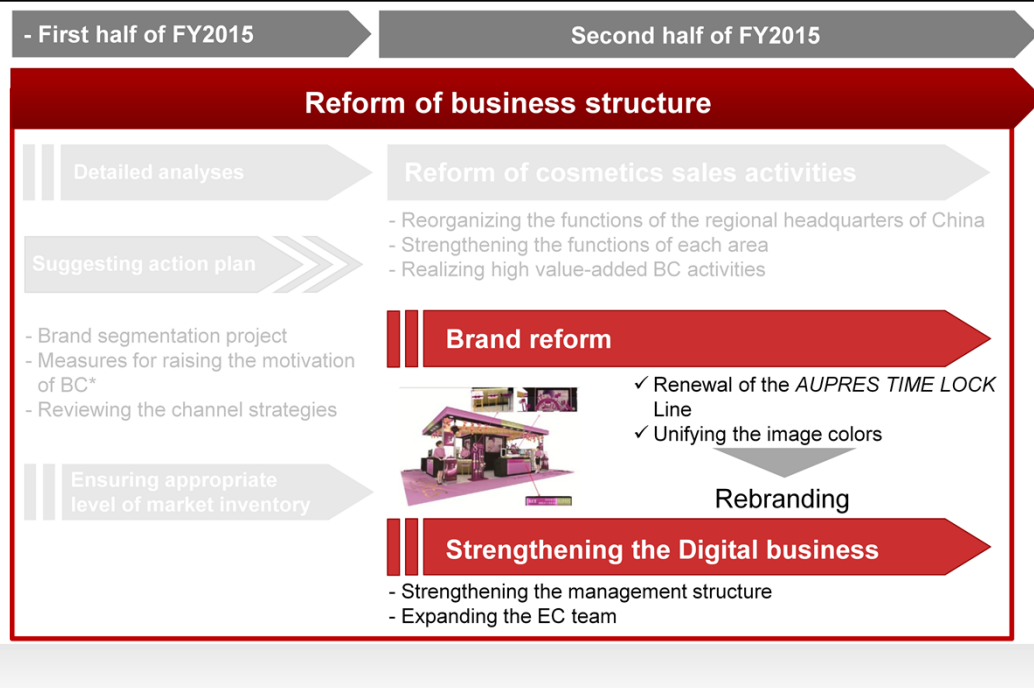 - First half of FY2015
Second half of FY2015
Reform of business structure
Detailed analyses
Suggesting action plan
- Brand segmentation project
- Measures for raising the motivation
of BC*
- Reviewing the channel strategies
Ensuring appropriate
level of market inventory
Reform of cosmetics sales activities
- Reorganizing the functions of the regional headquarters of China
- Strengthening the functions of each area
- Realizing high value-added BC activities
Brand reform
✓ Renewal of the AUPRES TIME LOCK
Line
✓ Unifying the image colors
Rebranding
Strengthening the Digital business
- Strengthening the management structure
- Expanding the EC team